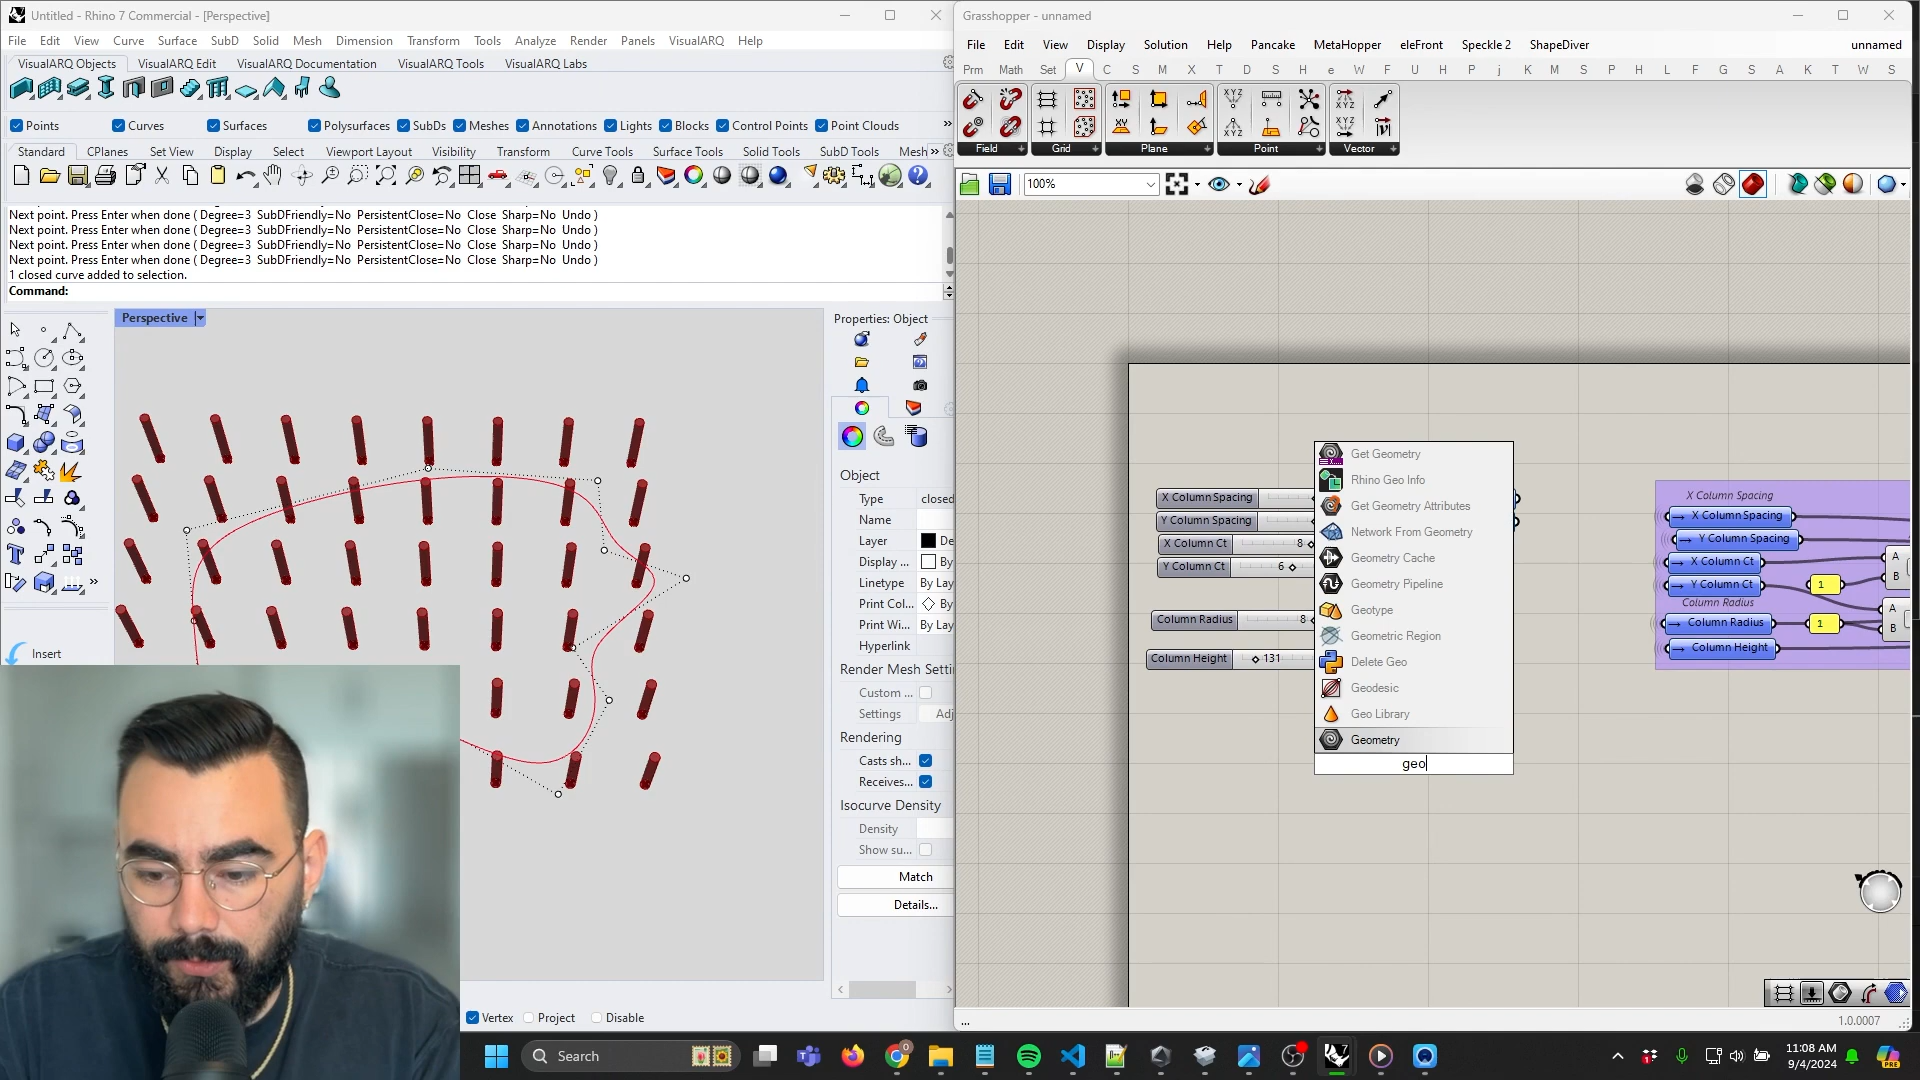 Untitled - Rhino 7 Commercial - [Perspective]
File Edit View Curve Surface SubD Solid Mesh Dimension Transform Tools Analyze Render Panels VisualARQ Help
VisualARQ Objects VisualARQ Edit VisualARQ Documentation VisualARQ Tools VisualARQ Labs
Points Curves Surfaces Polysurfaces SubDs Meshes Annotations Lights Blocks Control Points Point Clouds »
Standard CPlanes Set View Display Select Viewport Layout Visibility Transform Curve Tools Surface Tools Solid Tools SubD Tools Mesh »
Next point. Press Enter when done ( Degree=3 SubDFriendly=No PersistentClose=No Close Sharp=No Undo )
Next point. Press Enter when done ( Degree=3 SubDFriendly=No PersistentClose=No Close Sharp=No Undo )
Next point. Press Enter when done ( Degree=3 SubDFriendly=No PersistentClose=No Close Sharp=No Undo )
Next point. Press Enter when done ( Degree=3 SubDFriendly=No PersistentClose=No Close Sharp=No Undo )
1 closed curve added to selection.
Command:
Perspective
Insert
Properties: Object
Object
Type closed
Name
Layer De
Display ... By
Linetype By Lay
Print Col... By
Print Wi... By Lay
Hyperlink
Render Mesh Setti
Custom ...
Settings Adj
Rendering
Casts sh...
Receives...
Isocurve Density
Density
Show su...
Match
Details...
Vertex Project Disable
Grasshopper - unnamed
File Edit View Display Solution Help Pancake MetaHopper eleFront Speckle 2 ShapeDiver unnamed
Prm Math Set V C S M X T D S H e W F U H P j K M S P H L F G S A K T W S
Field Grid Plane Point Vector
100%
X Column Spacing
Y Column Spacing
X Column Ct 8
Y Column Ct 6
Column Radius 8
Column Height 131
Get Geometry
Rhino Geo Info
Get Geometry Attributes
Network From Geometry
Geometry Cache
Geometry Pipeline
Geotype
Geometric Region
Delete Geo
Geodesic
Geo Library
Geometry
geo
X Column Spacing
X Column Spacing
Y Column Spacing
X Column Ct
Y Column Ct 1
Column Radius
Column Radius 1
Column Height
A
B
A
B
...
1.0.0007
Search
11:08 AM
9/4/2024